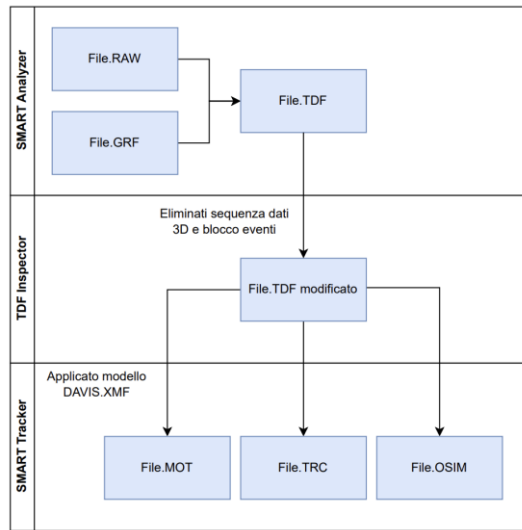 SMART Analyzer
File.RAW
File.GRF
File.TDF
TDF Inspector
Eliminati sequenza dati
3D e blocco eventi
File.TDF modificato
SMART Tracker
Applicato modello
DAVIS.XMF
File.MOT
File.TRC
File.OSIM